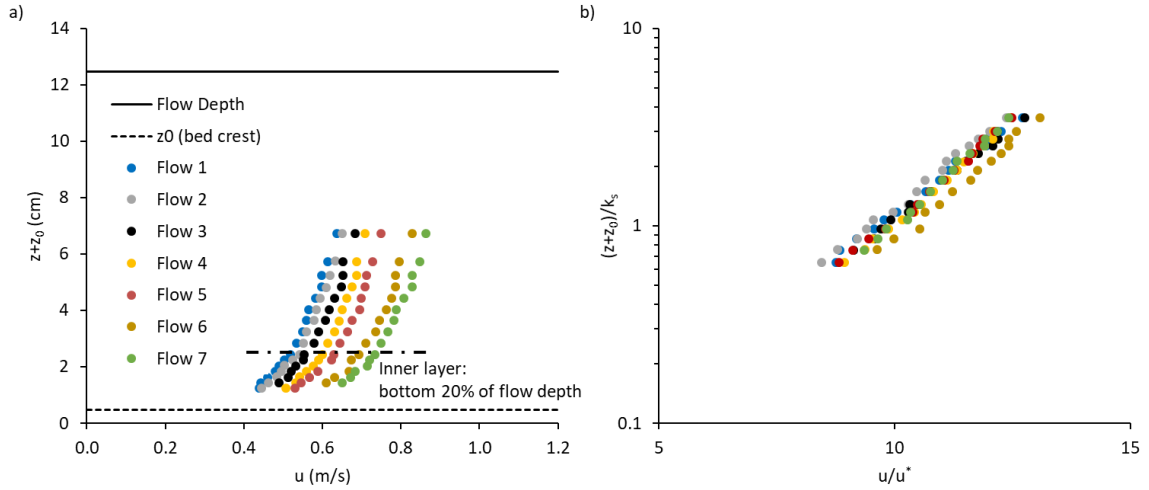 a)
14
12
10
8
6
4
2
0
z+z0 (cm)
Flow Depth
z0 (bed crest)
Flow 1
Flow 2
Flow 3
Flow 4
Flow 5
Flow 6
Flow 7
Inner layer:
bottom 20% of flow depth
0.0 0.2 0.4 0.6 0.8 1.0 1.2
u (m/s)
b)
10
1
0.1
(z+z0)/ks
5 10 15
u/u*